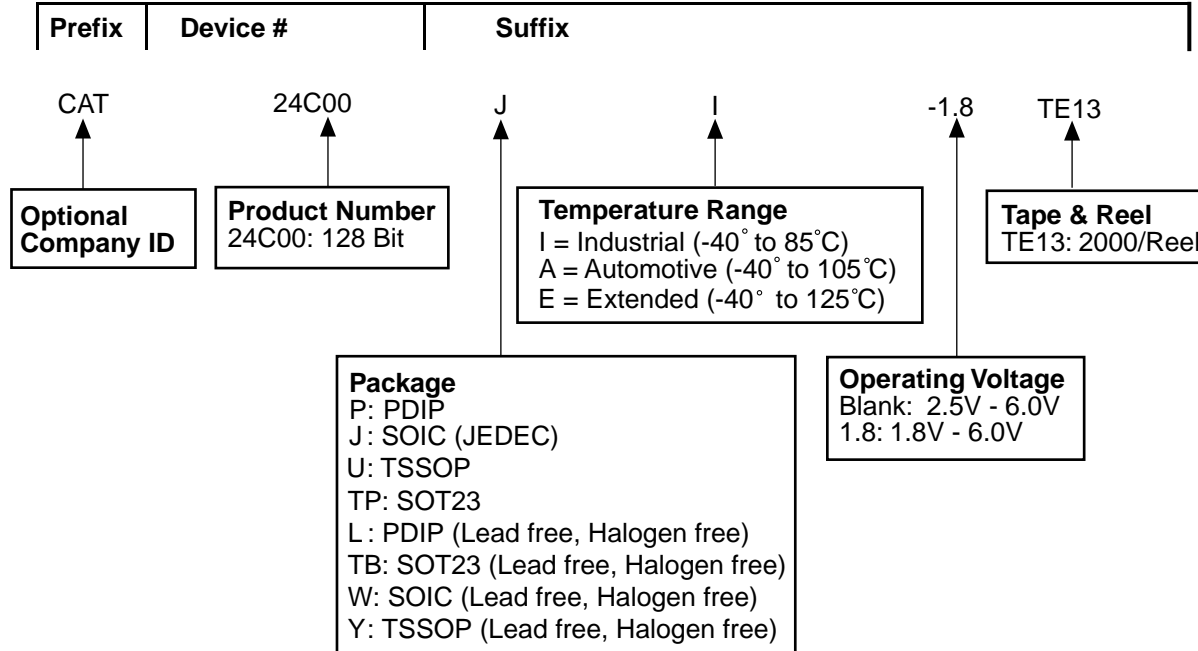 Prefix Device # Suffix
CAT 24C00 J I -1.8 TE13
Optional
Company ID
Product Number
24C00: 128 Bit
Temperature Range
I = Industrial (-40˚ to 85˚C)
A = Automotive (-40˚ to 105˚C)
E = Extended (-40˚ to 125˚C)
Tape & Reel
TE13: 2000/Reel
Package
P: PDIP
J: SOIC (JEDEC)
U: TSSOP
TP: SOT23
L: PDIP (Lead free, Halogen free)
TB: SOT23 (Lead free, Halogen free)
W: SOIC (Lead free, Halogen free)
Y: TSSOP (Lead free, Halogen free)
Operating Voltage
Blank: 2.5V - 6.0V
1.8: 1.8V - 6.0V